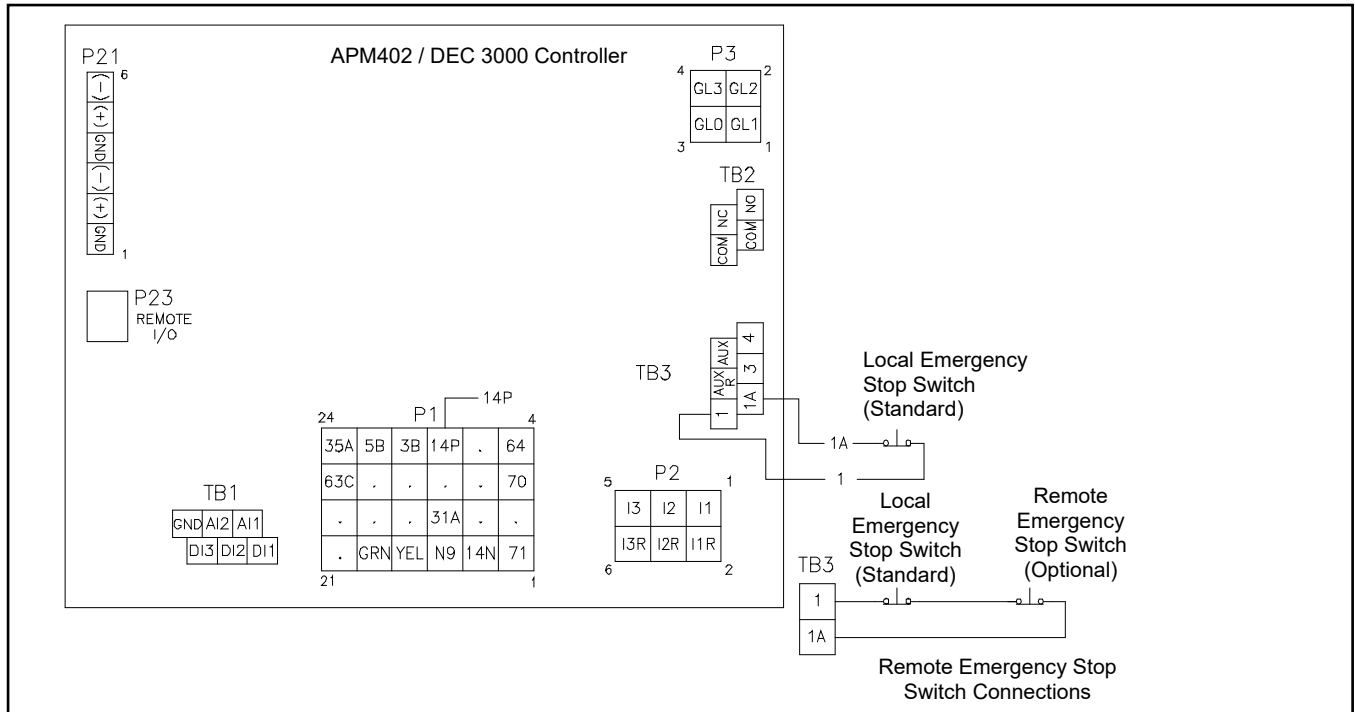 APM402 / DEC 3000 Controller
P21
6
(-)
(+)
GND
(-)
(+)
GND
1
P23
REMOTE
I/O
P3
4 2
GL3 GL2
GL0 GL1
3 1
TB2
NC NO
COM COM
TB3
AUX 4
AUX R 3
1 1A
Local Emergency
Stop Switch
(Standard)
1A
1
14P
P1
24 4
35A 5B 3B 14P . 64
63C . . . . 70
. . . 31A . .
. GRN YEL N9 14N 71
21 1
TB1
GND AI2 AI1
DI3 DI2 DI1
P2
5 1
I3 I2 I1
I3R I2R I1R
6 2
Local
Emergency
Stop Switch
(Standard)
Remote
Emergency
Stop Switch
(Optional)
TB3
1
1A
Remote Emergency Stop
Switch Connections